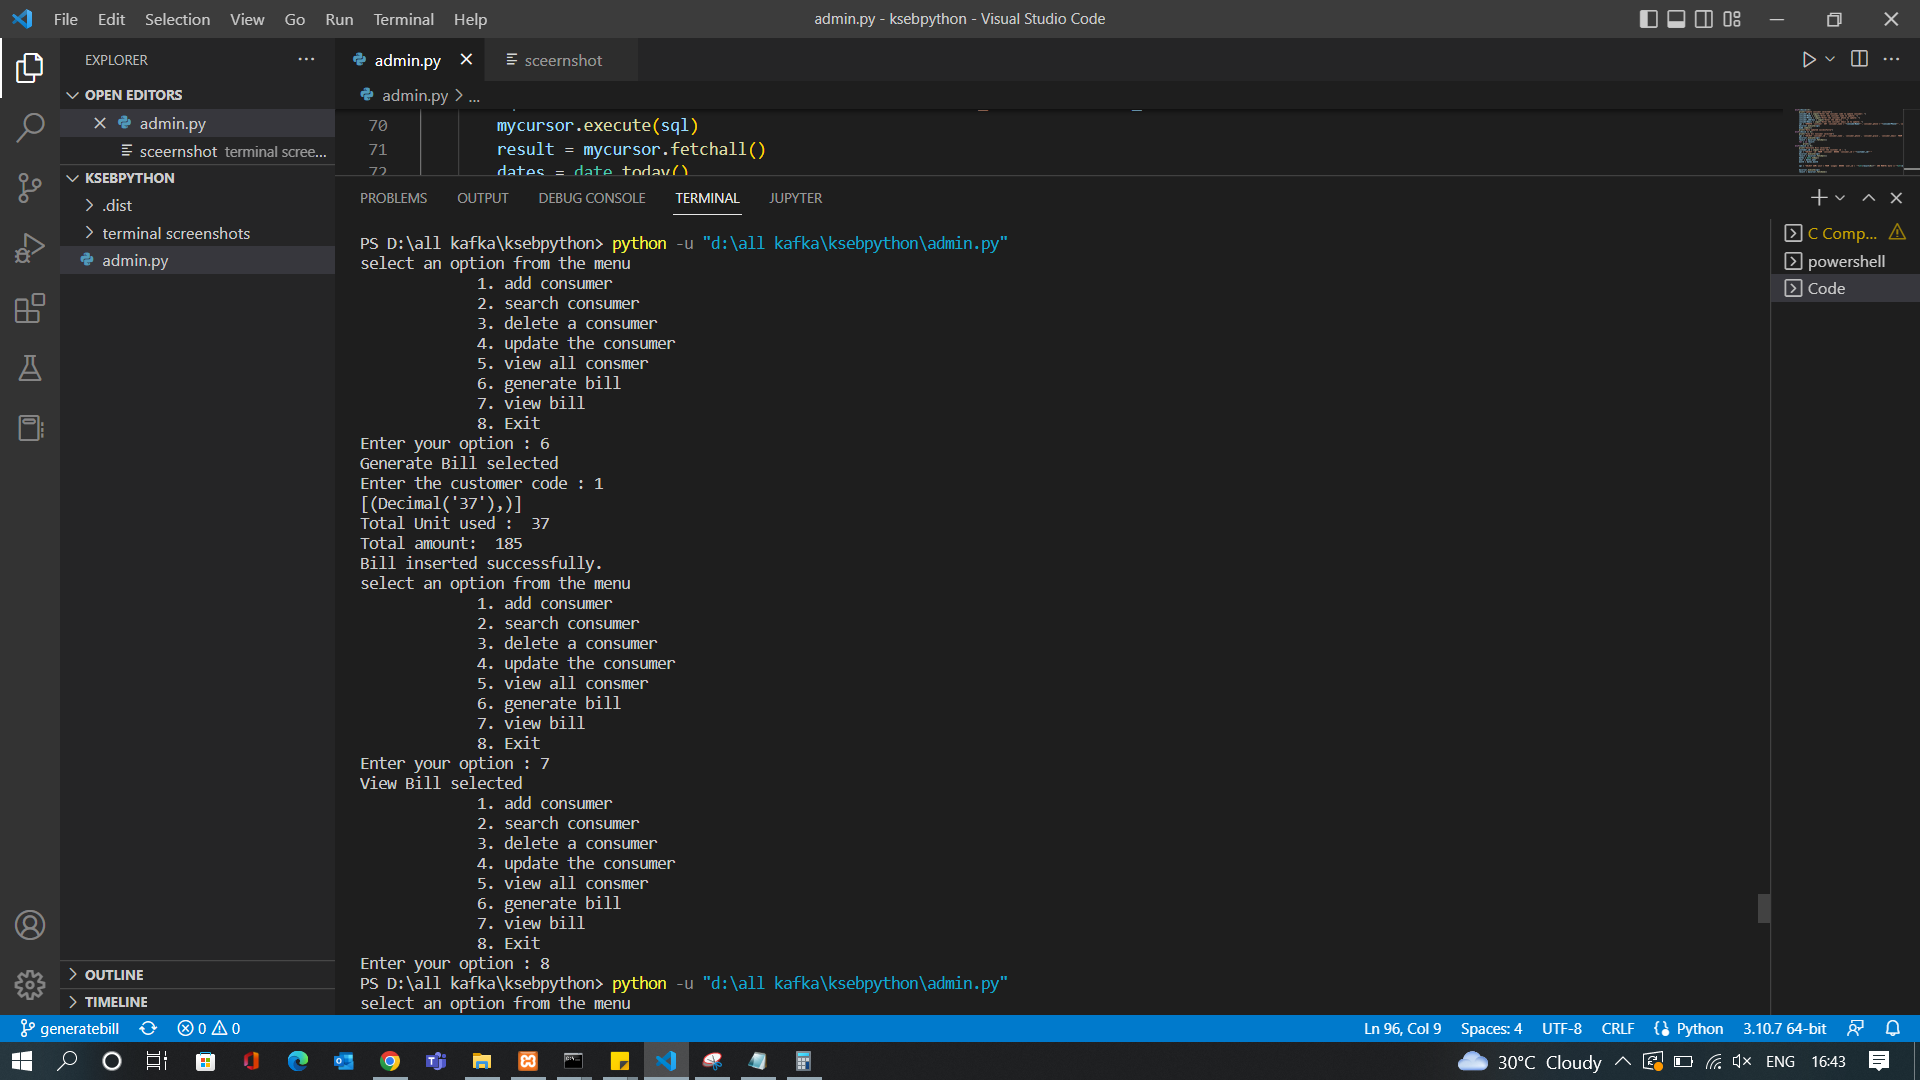 File Edit Selection View Go Run Terminal Help
admin.py - ksebpython - Visual Studio Code
EXPLORER
OPEN EDITORS
admin.py
sceernshot terminal scree...
KSEBPYTHON
.dist
terminal screenshots
admin.py
OUTLINE
TIMELINE
admin.py
sceernshot
admin.py > ...
70 mycursor.execute(sql)
71 result = mycursor.fetchall()
72 dates = date.today()
PROBLEMS OUTPUT DEBUG CONSOLE TERMINAL JUPYTER
PS D:\all kafka\ksebpython> python -u "d:\all kafka\ksebpython\admin.py"
select an option from the menu
1. add consumer
2. search consumer
3. delete a consumer
4. update the consumer
5. view all consmer
6. generate bill
7. view bill
8. Exit
Enter your option : 6
Generate Bill selected
Enter the customer code : 1
[(Decimal('37'),)]
Total Unit used :  37
Total amount:  185
Bill inserted successfully.
select an option from the menu
1. add consumer
2. search consumer
3. delete a consumer
4. update the consumer
5. view all consmer
6. generate bill
7. view bill
8. Exit
Enter your option : 7
View Bill selected
1. add consumer
2. search consumer
3. delete a consumer
4. update the consumer
5. view all consmer
6. generate bill
7. view bill
8. Exit
Enter your option : 8
PS D:\all kafka\ksebpython> python -u "d:\all kafka\ksebpython\admin.py"
select an option from the menu
C Comp...
powershell
Code
generatebill 0 0
Ln 96, Col 9 Spaces: 4 UTF-8 CRLF Python 3.10.7 64-bit
30°C Cloudy ENG 16:43